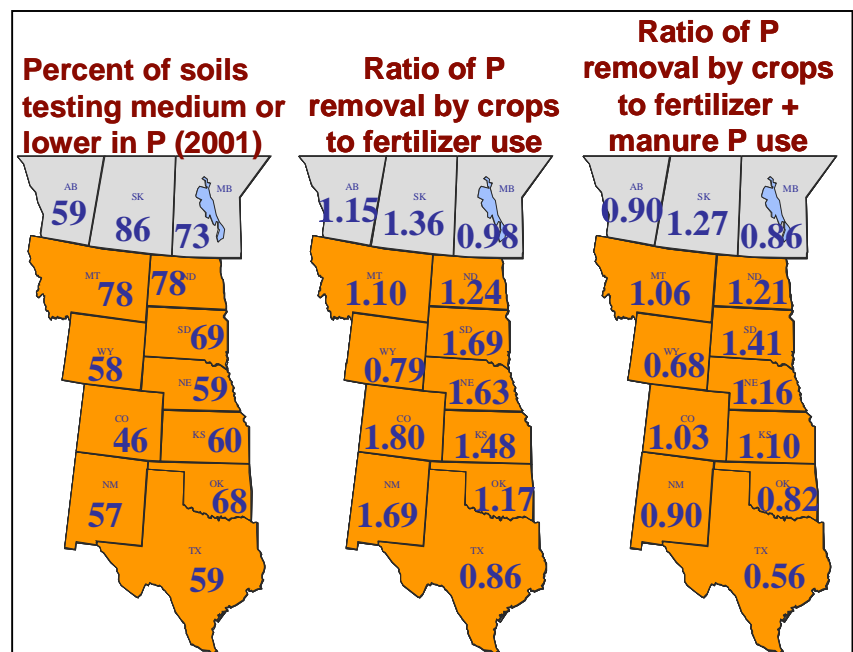 Percent of soils
testing medium or
lower in P (2001)
AB
59
SK
86
MB
73
MT
78
ND
78
SD
69
WY
58
NE
59
CO
46
KS
60
NM
57
OK
68
TX
59
Ratio of P
removal by crops
to fertilizer use
AB
1.15
SK
1.36
MB
0.98
MT
1.10
ND
1.24
SD
1.69
WY
0.79
NE
1.63
CO
1.80
KS
1.48
NM
1.69
OK
1.17
TX
0.86
Ratio of P
removal by crops
to fertilizer +
manure P use
AB
0.90
SK
1.27
MB
0.86
MT
1.06
ND
1.21
SD
1.41
WY
0.68
NE
1.16
CO
1.03
KS
1.10
NM
0.90
OK
0.82
TX
0.56